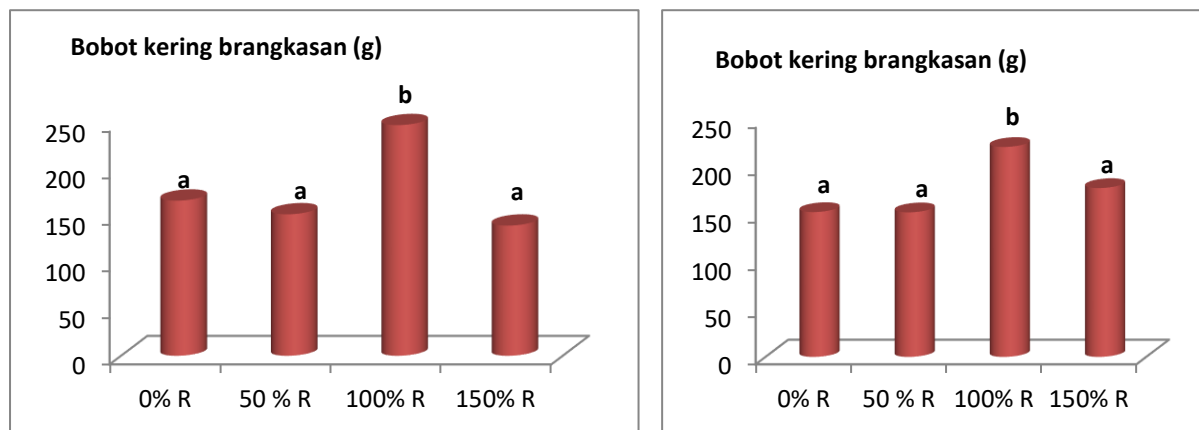 Bobot kering brangkasan (g)
b
250
200
a
a
a
150
100
50
0
0% R
50 % R
100% R
150% R
Bobot kering brangkasan (g)
b
250
200
a
a
a
150
100
50
0
0% R
50 % R
100% R
150% R